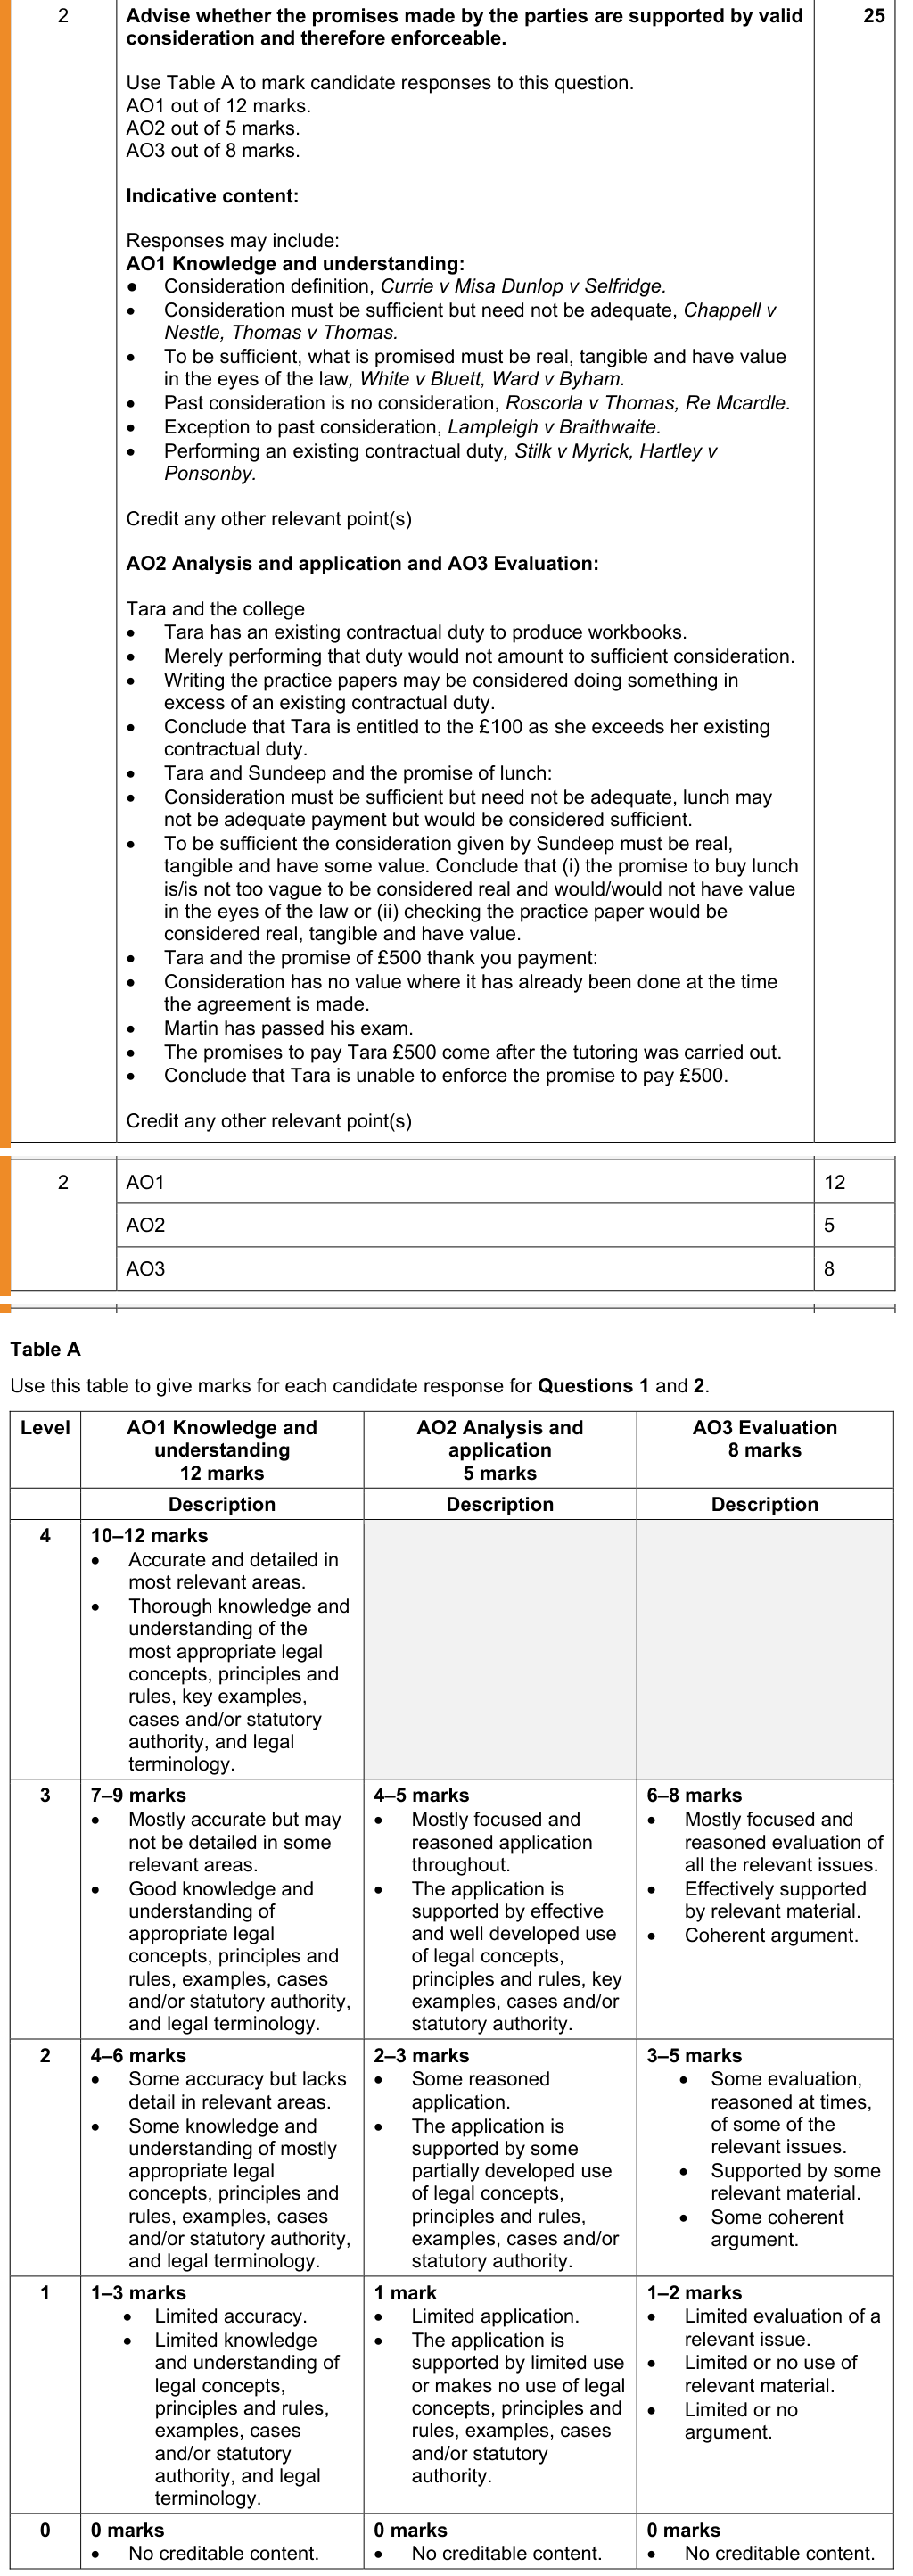 2
Advise whether the promises made by the parties are supported by valid
25
consideration and therefore enforceable.
Use Table A to mark candidate responses to this question.
AO1 out of 12 marks.
AO2 out of 5 marks.
AO3 out of 8 marks.
Indicative content:
Responses may include:
AO1 Knowledge and understanding:
● Consideration definition, Currie v Misa Dunlop v Selfridge.
• Consideration must be sufficient but need not be adequate, Chappell v
Nestle, Thomas v Thomas.
• To be sufficient, what is promised must be real, tangible and have value
in the eyes of the law, White v Bluett, Ward v Byham.
• Past consideration is no consideration, Roscorla v Thomas, Re Mcardle.
• Exception to past consideration, Lampleigh v Braithwaite.
• Performing an existing contractual duty, Stilk v Myrick, Hartley v
Ponsonby.
Credit any other relevant point(s)
AO2 Analysis and application and AO3 Evaluation:
Tara and the college
• Tara has an existing contractual duty to produce workbooks.
• Merely performing that duty would not amount to sufficient consideration.
• Writing the practice papers may be considered doing something in
excess of an existing contractual duty.
• Conclude that Tara is entitled to the £100 as she exceeds her existing
contractual duty.
• Tara and Sundeep and the promise of lunch:
• Consideration must be sufficient but need not be adequate, lunch may
not be adequate payment but would be considered sufficient.
• To be sufficient the consideration given by Sundeep must be real,
tangible and have some value. Conclude that (i) the promise to buy lunch
is/is not too vague to be considered real and would/would not have value
in the eyes of the law or (ii) checking the practice paper would be
considered real, tangible and have value.
• Tara and the promise of £500 thank you payment:
• Consideration has no value where it has already been done at the time
the agreement is made.
• Martin has passed his exam.
• The promises to pay Tara £500 come after the tutoring was carried out.
• Conclude that Tara is unable to enforce the promise to pay £500.
Credit any other relevant point(s)
2
AO1
12
AO2
5
AO3
8
Table A
Use this table to give marks for each candidate response for Questions 1 and 2.
Level
AO1 Knowledge and
understanding
12 marks
AO2 Analysis and
application
5 marks
AO3 Evaluation
8 marks
Description
Description
Description
4
10–12 marks
• Accurate and detailed in
most relevant areas.
• Thorough knowledge and
understanding of the
most appropriate legal
concepts, principles and
rules, key examples,
cases and/or statutory
authority, and legal
terminology.
3
7–9 marks
• Mostly accurate but may
not be detailed in some
relevant areas.
• Good knowledge and
understanding of
appropriate legal
concepts, principles and
rules, examples, cases
and/or statutory authority,
and legal terminology.
4–5 marks
• Mostly focused and
reasoned application
throughout.
• The application is
supported by effective
and well developed use
of legal concepts,
principles and rules, key
examples, cases and/or
statutory authority.
6–8 marks
• Mostly focused and
reasoned evaluation of
all the relevant issues.
• Effectively supported
by relevant material.
• Coherent argument.
2
4–6 marks
• Some accuracy but lacks
detail in relevant areas.
• Some knowledge and
understanding of mostly
appropriate legal
concepts, principles and
rules, examples, cases
and/or statutory authority,
and legal terminology.
2–3 marks
• Some reasoned
application.
• The application is
supported by some
partially developed use
of legal concepts,
principles and rules,
examples, cases and/or
statutory authority.
3–5 marks
• Some evaluation,
reasoned at times,
of some of the
relevant issues.
• Supported by some
relevant material.
• Some coherent
argument.
1
1–3 marks
• Limited accuracy.
• Limited knowledge
and understanding of
legal concepts,
principles and rules,
examples, cases
and/or statutory
authority, and legal
terminology.
1 mark
• Limited application.
• The application is
supported by limited use
or makes no use of legal
concepts, principles and
rules, examples, cases
and/or statutory
authority.
1–2 marks
• Limited evaluation of a
relevant issue.
• Limited or no use of
relevant material.
• Limited or no
argument.
0
0 marks
• No creditable content.
0 marks
• No creditable content.
0 marks
• No creditable content.